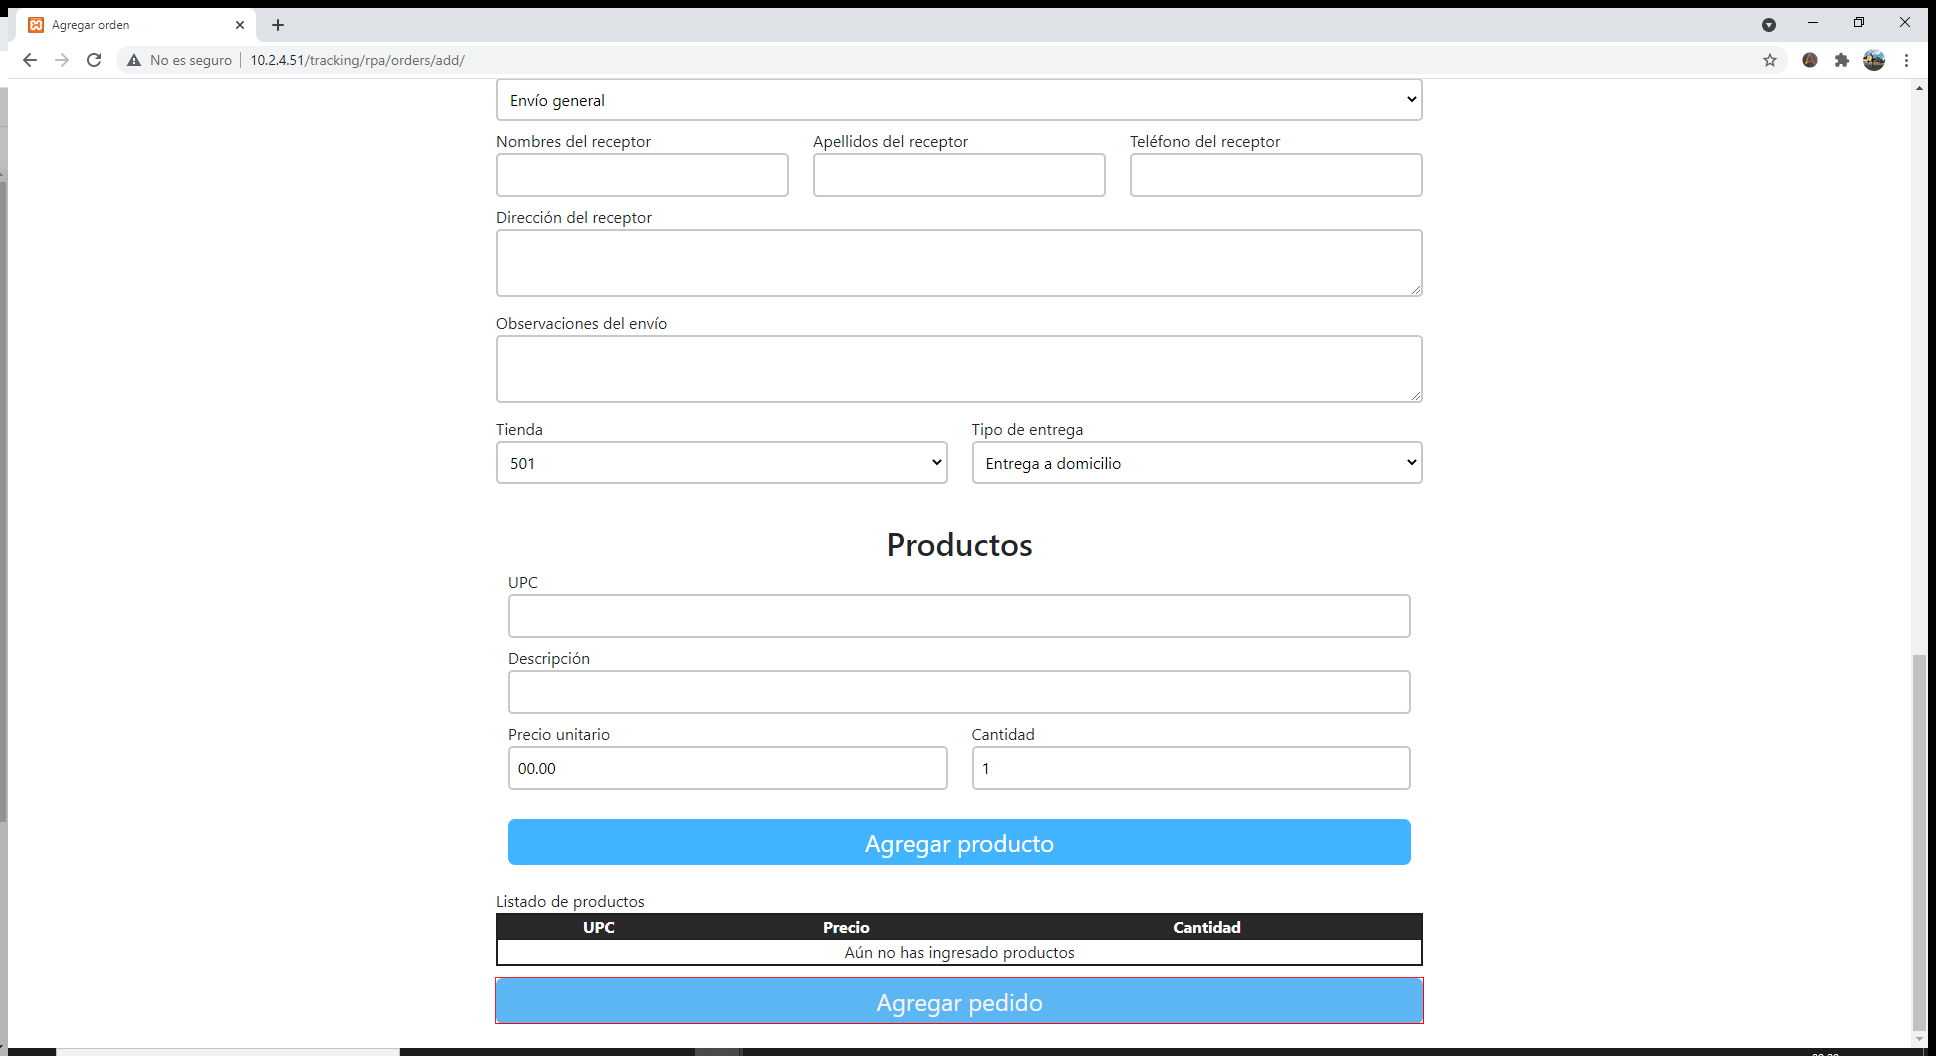 Agregar orden
No es seguro 10.2.4.51/tracking/rpa/orders/add/
Envío general
Nombres del receptor Apellidos del receptor Teléfono del receptor
Dirección del receptor
Observaciones del envío
Tienda Tipo de entrega
501 Entrega a domicilio
Productos
UPC
Descripción
Precio unitario Cantidad
00.00 1
Agregar producto
Listado de productos
UPC Precio Cantidad
Aún no has ingresado productos
Agregar pedido